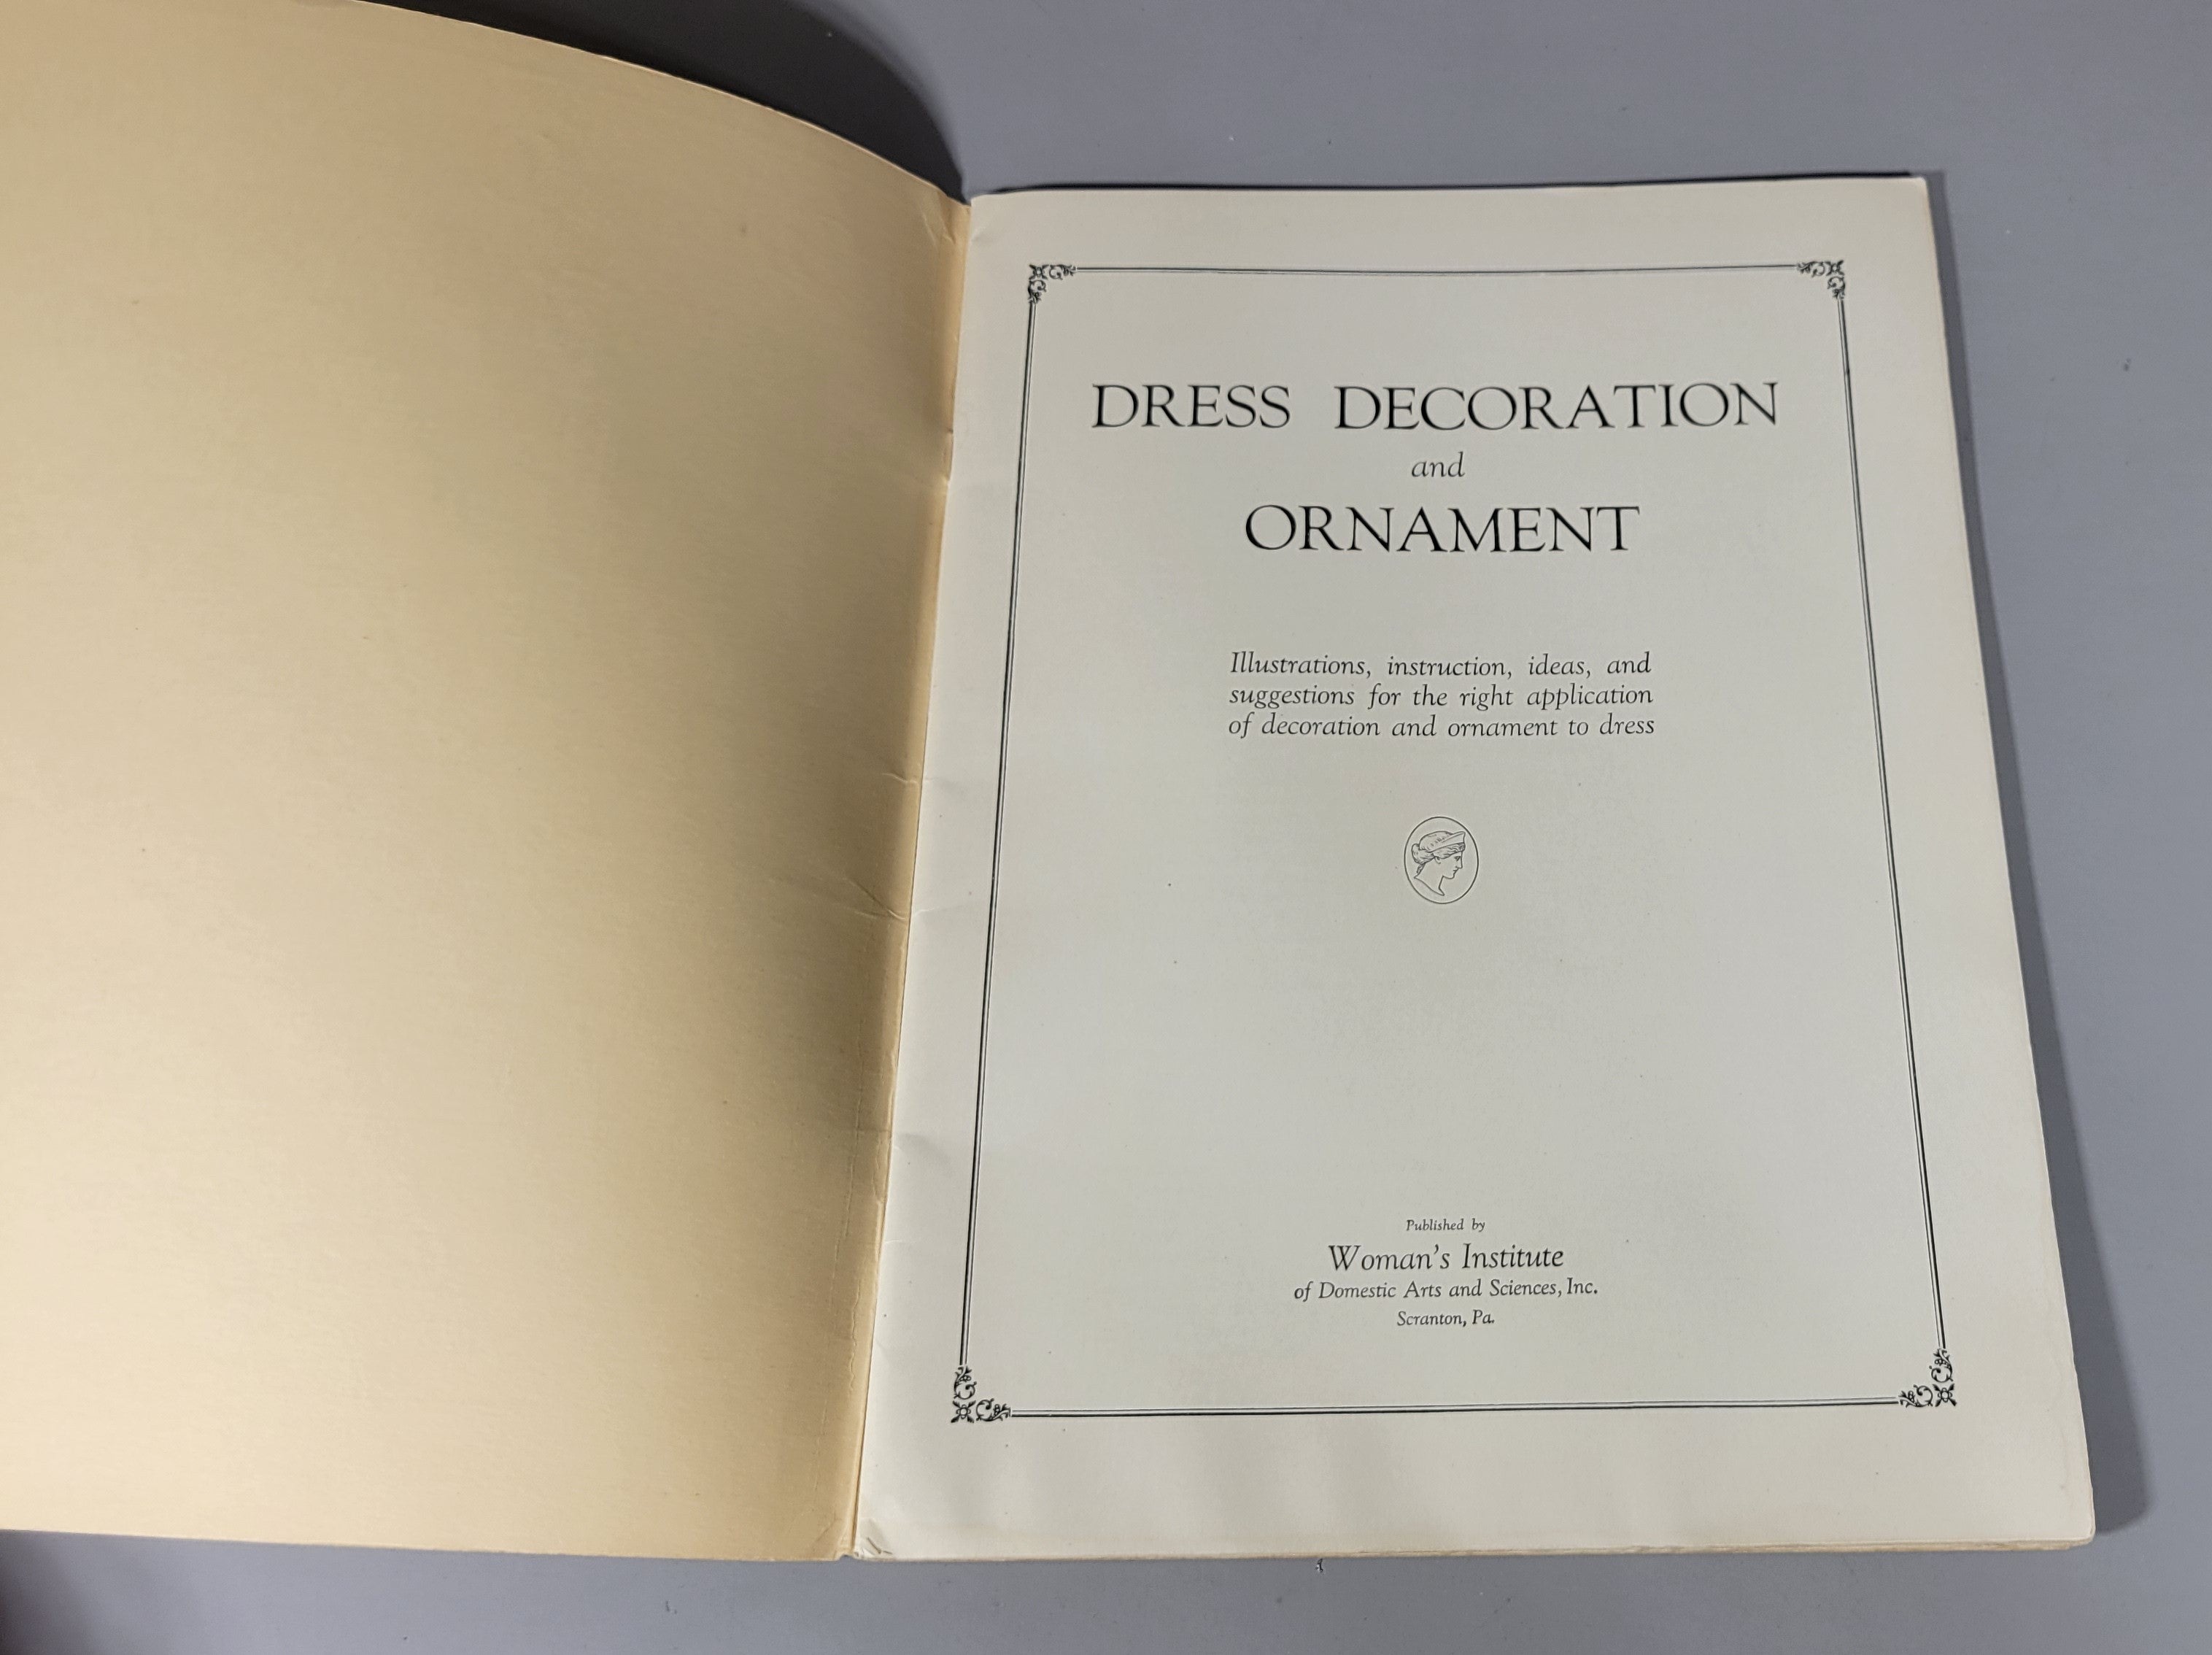 DRESS DECORATION
and
ORNAMENT
Illustrations, instruction, ideas, and
suggestions for the right application
of decoration and ornament to dress
Published by
Woman's Institute
of Domestic Arts and Sciences, Inc.
Scranton, Pa.